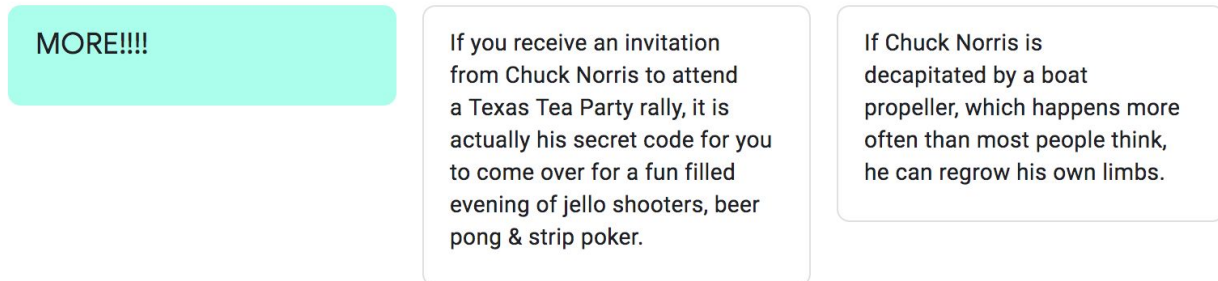 MORE!!!!
If you receive an invitation
from Chuck Norris to attend
a Texas Tea Party rally, it is
actually his secret code for you
to come over for a fun filled
evening of jello shooters, beer
pong & strip poker.
If Chuck Norris is
decapitated by a boat
propeller, which happens more
often than most people think,
he can regrow his own limbs.